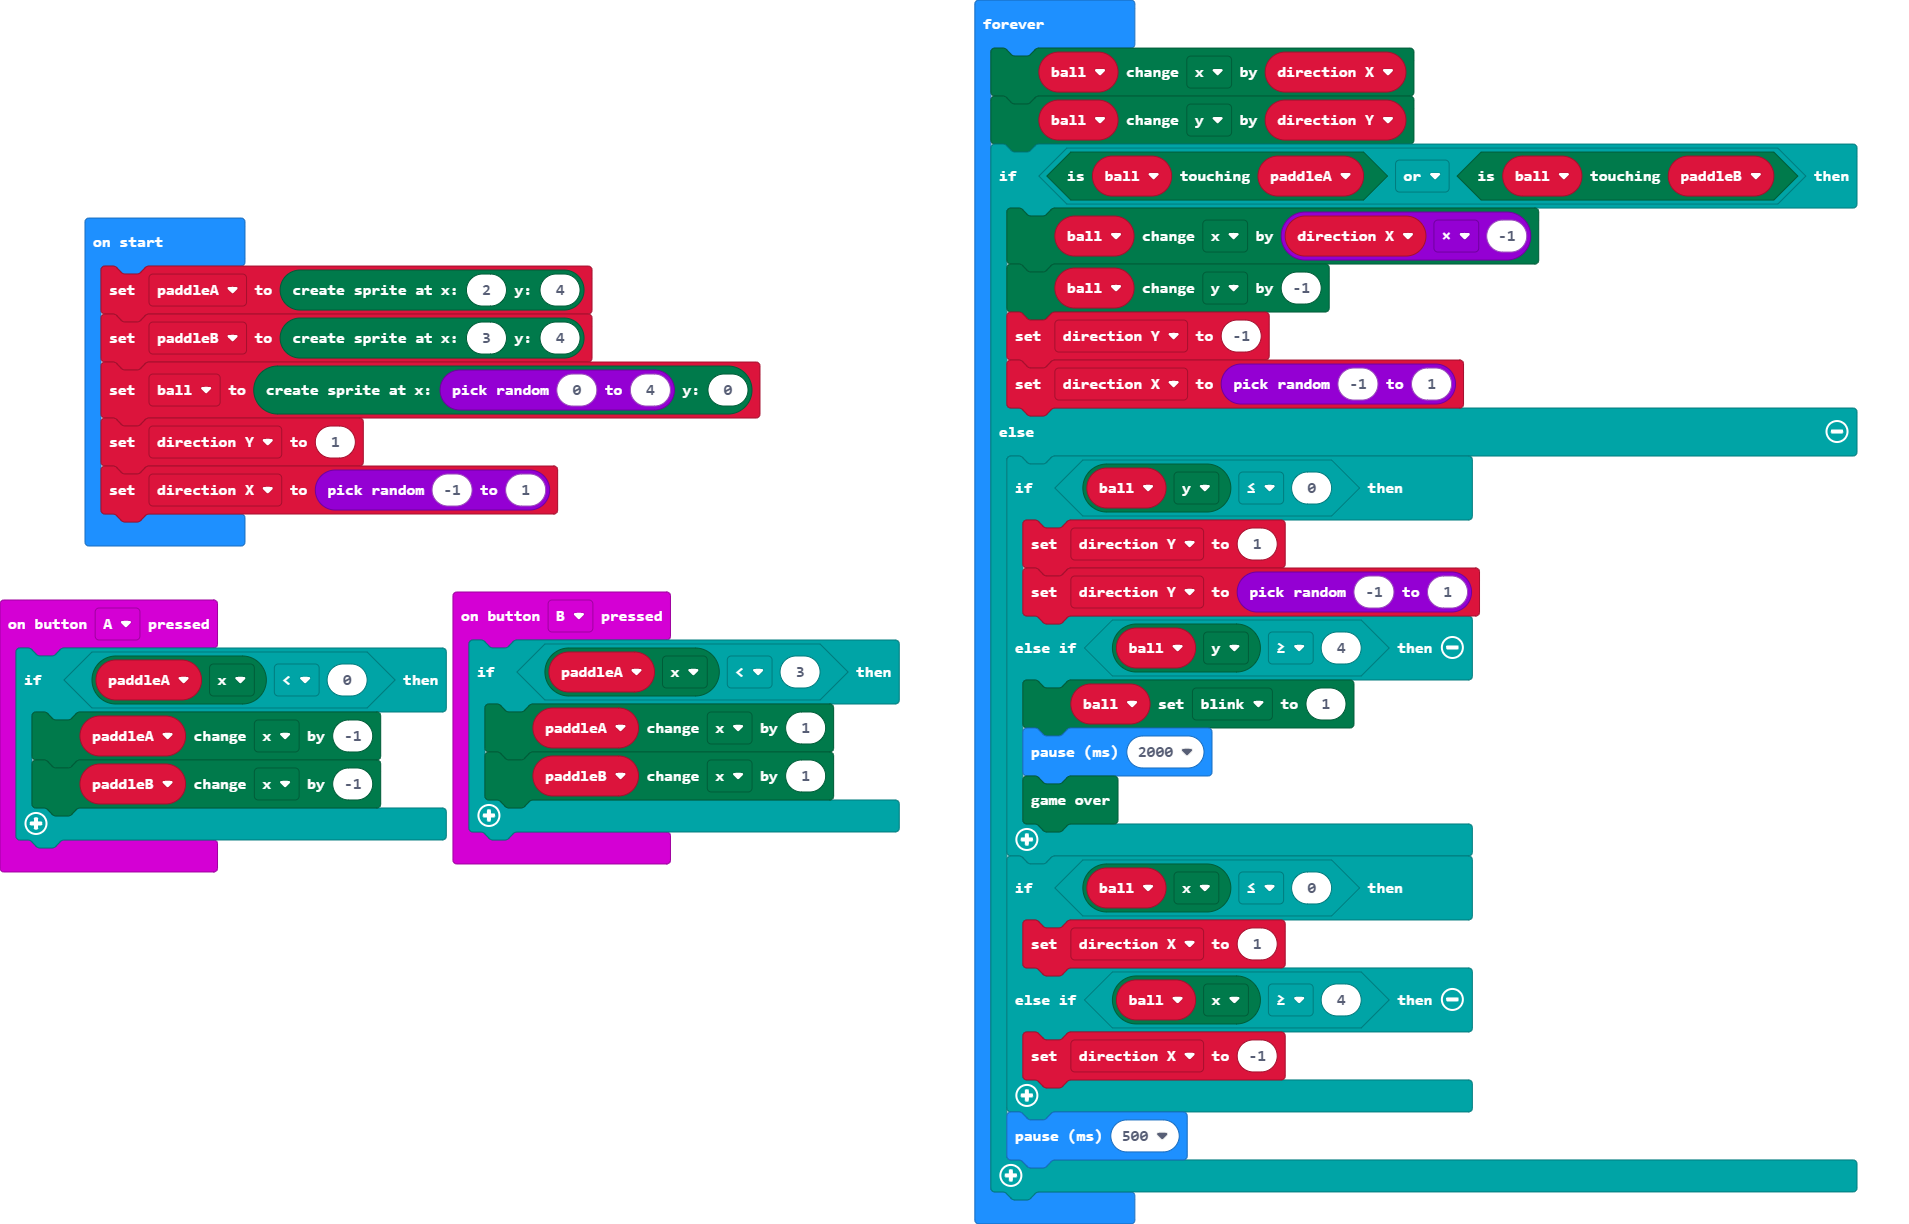 on start
set paddleA to create sprite at x: 2 y: 4
set paddleB to create sprite at x: 3 y: 4
set ball to create sprite at x: pick random 0 to 4 y: 0
set direction Y to 1
set direction X to pick random -1 to 1
on button A pressed
if paddleA x < 0 then
paddleA change x by -1
paddleB change x by -1
on button B pressed
if paddleA x < 3 then
paddleA change x by 1
paddleB change x by 1
forever
ball change x by direction X
ball change y by direction Y
if is ball touching paddleA or is ball touching paddleB then
ball change x by direction X × -1
ball change y by -1
set direction Y to -1
set direction X to pick random -1 to 1
else
if ball y ≤ 0 then
set direction Y to 1
set direction Y to pick random -1 to 1
else if ball y ≥ 4 then
ball set blink to 1
pause (ms) 2000
game over
if ball x ≤ 0 then
set direction X to 1
else if ball x ≥ 4 then
set direction X to -1
pause (ms) 500